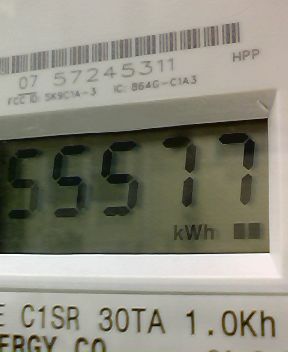 HPP
07 57245311
FCC ID: SK9C1A-3 IC: 864G-C1A3
55577
kWh
C1SR 30TA 1.0Kh